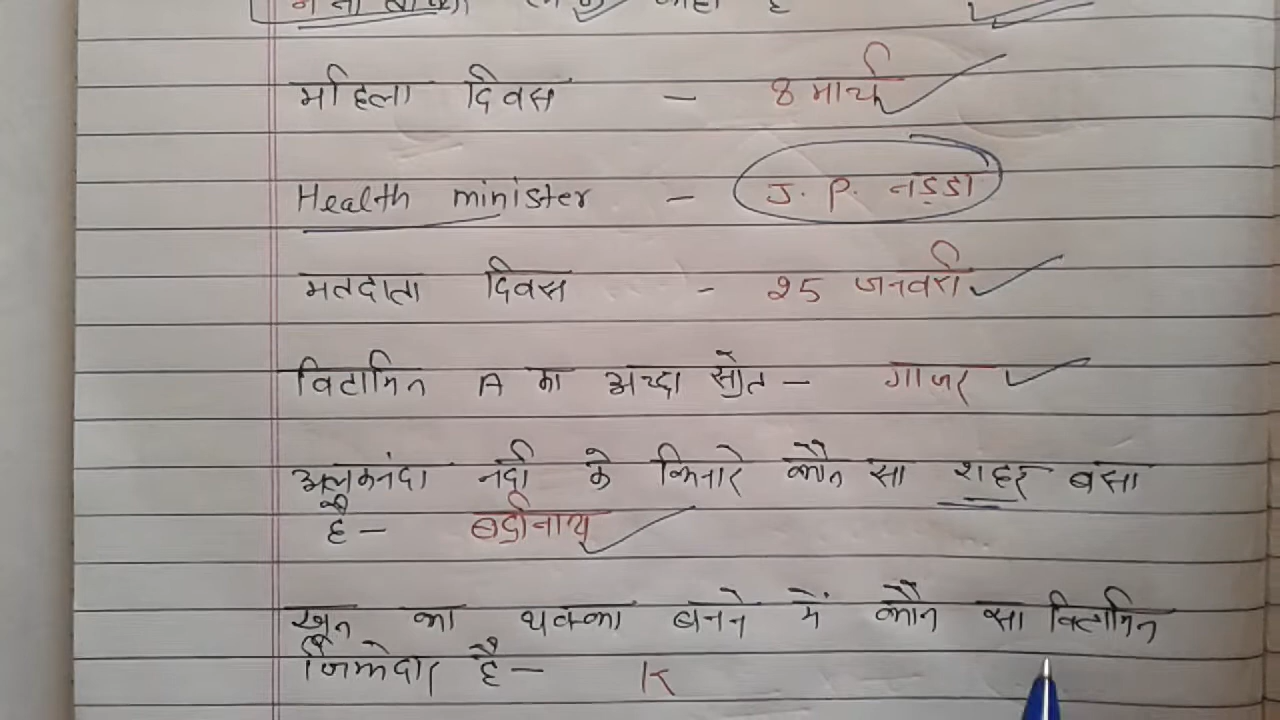 महिला दिवस - 8 मार्च
Health minister - J. P. नड्डा
मतदाता दिवस - 25 जनवरी
विटामिन A का अच्छा स्रोत - गाजर
अलकनंदा नदी के किनारे कौन सा शहर बसा
है - बद्रीनाथ
खून का थक्का बनने में कौन सा विटामिन
जिम्मेदार है - K